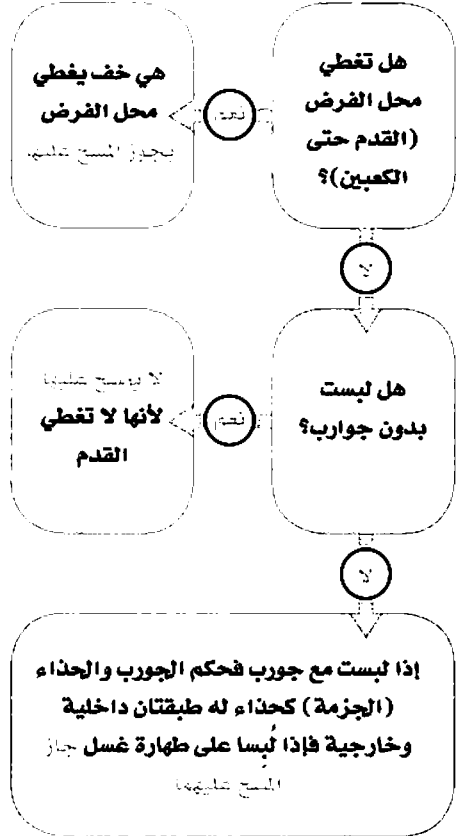 هل تغطي
محل الفرض
(القدم حتى
الكعبين)؟
نعم
هي خف يغطي
محل الفرض
يجوز المسح عليها.
لا
هل لبست
بدون جوارب؟
نعم
لا يمسح عليها
لأنها لا تغطي
القدم
لا
إذا لبست مع جورب فحكم الجورب والحذاء
(الجزمة) كحذاء له طبقتان داخلية
وخارجية فإذا لُبِسا على طهارة غسل جاز
المسح عليهما.